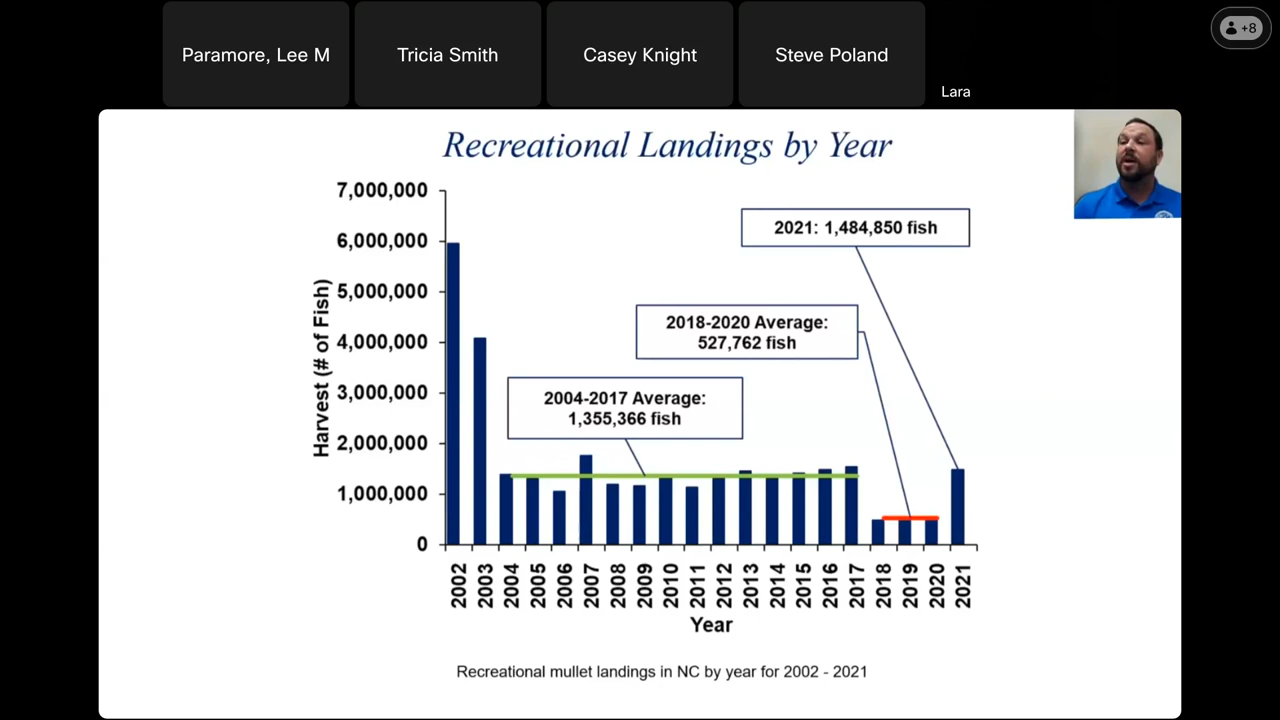 Paramore, Lee M
Tricia Smith
Casey Knight
Steve Poland
+8
Lara
Recreational Landings by Year
7,000,000
6,000,000
5,000,000
4,000,000
3,000,000
2,000,000
1,000,000
0
Harvest (# of Fish)
2021: 1,484,850 fish
2018-2020 Average:
527,762 fish
2004-2017 Average:
1,355,366 fish
2002
2003
2004
2005
2006
2007
2008
2009
2010
2011
2012
2013
2014
2015
2016
2017
2018
2019
2020
2021
Year
Recreational mullet landings in NC by year for 2002 - 2021